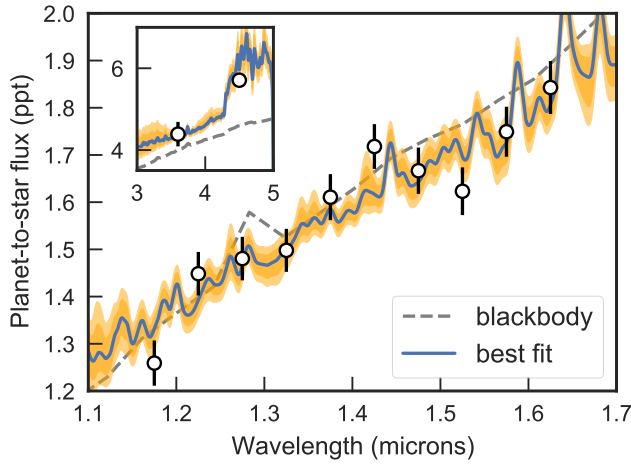 2.0
1.9
1.8
1.7
1.6
1.5
1.4
1.3
1.2
Planet-to-star flux (ppt)
6
4
3 4 5
blackbody
best fit
1.1 1.2 1.3 1.4 1.5 1.6 1.7
Wavelength (microns)